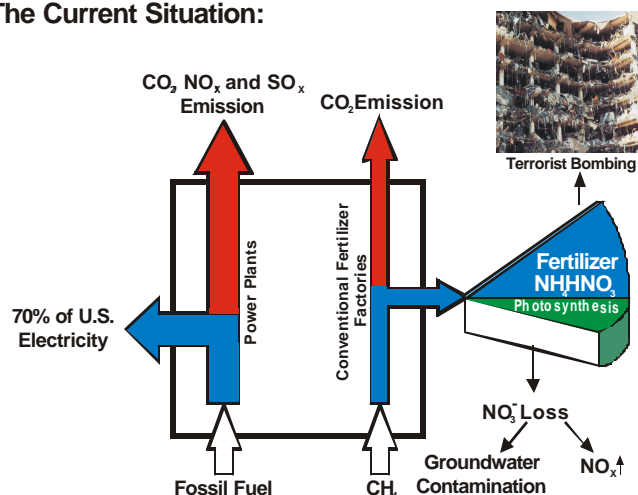 The Current Situation:
CO₂, NOₓ and SOₓ
Emission
CO₂ Emission
Terrorist Bombing
Power Plants
Conventional Fertilizer
Factories
Fertilizer
NH₄HNO₃
Photosynthesis
70% of U.S.
Electricity
NO₃⁻ Loss
Groundwater
Contamination
NOₓ
Fossil Fuel
CH₄